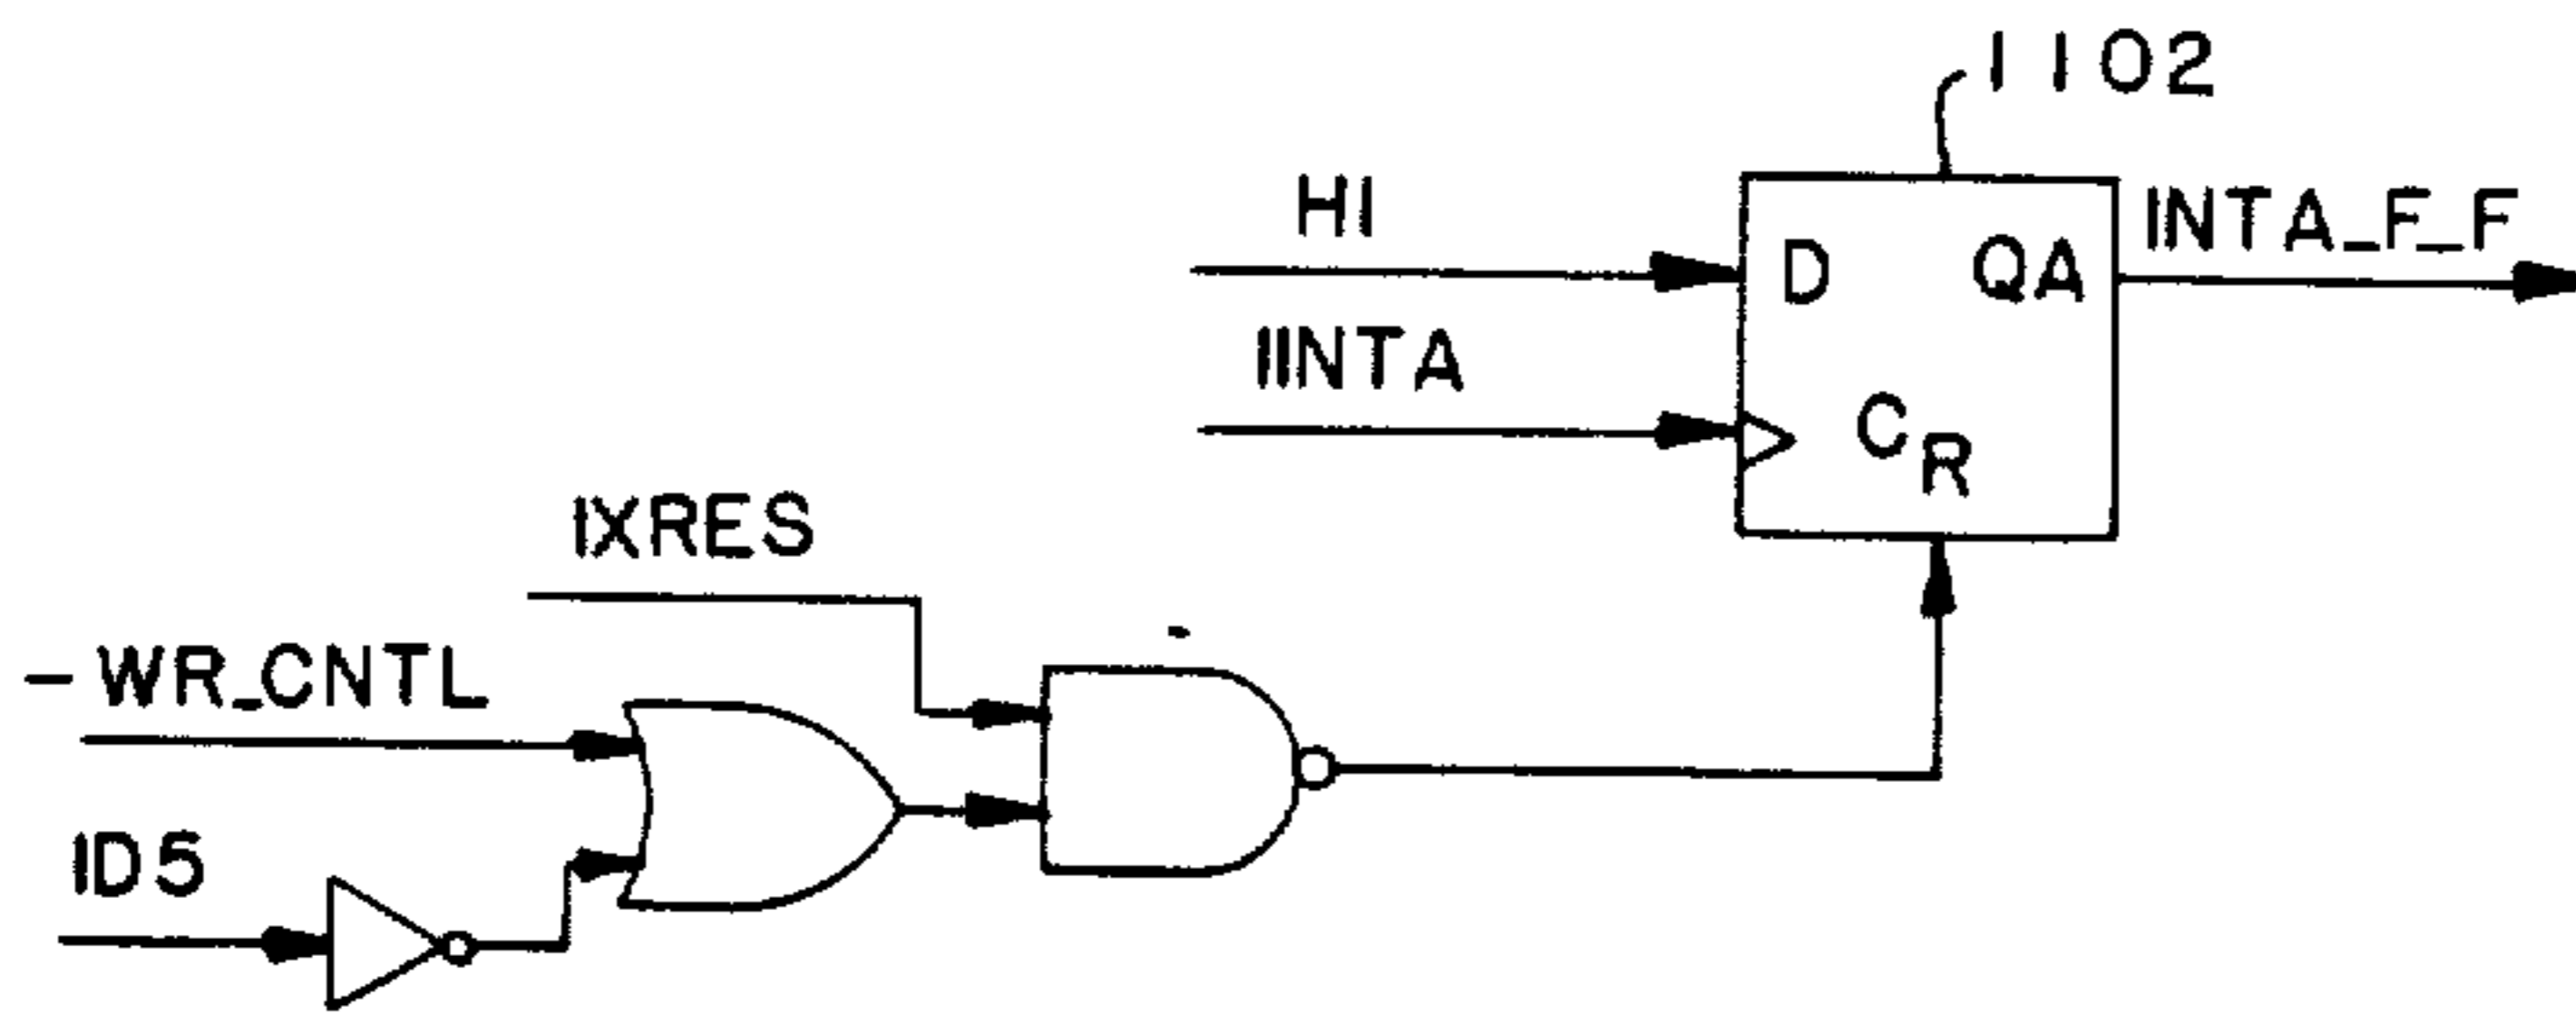 1102
HI
D
QA
INTA_F_F
IINTA
CR
IXRES
-WR_CNTL
ID5